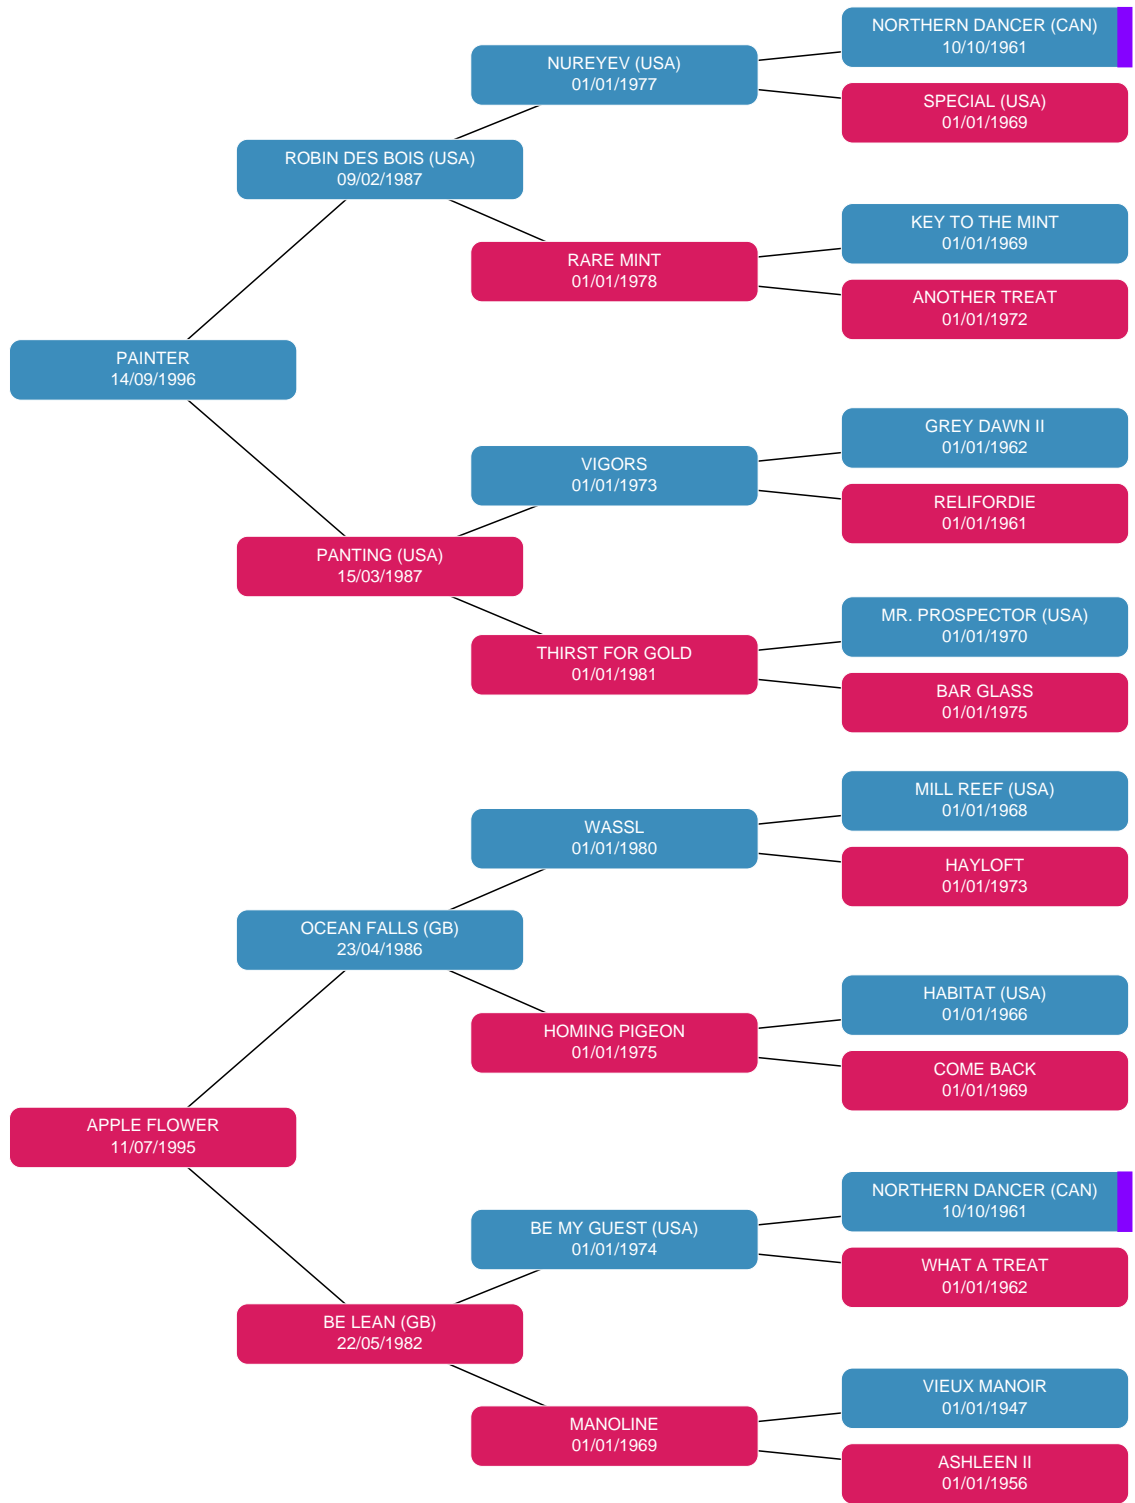 NORTHERN DANCER (CAN)
10/10/1961
NUREYEV (USA)
01/01/1977
SPECIAL (USA)
01/01/1969
ROBIN DES BOIS (USA)
09/02/1987
KEY TO THE MINT
01/01/1969
RARE MINT
01/01/1978
ANOTHER TREAT
01/01/1972
PAINTER
14/09/1996
GREY DAWN II
01/01/1962
VIGORS
01/01/1973
RELIFORDIE
01/01/1961
PANTING (USA)
15/03/1987
MR. PROSPECTOR (USA)
01/01/1970
THIRST FOR GOLD
01/01/1981
BAR GLASS
01/01/1975
MILL REEF (USA)
01/01/1968
WASSL
01/01/1980
HAYLOFT
01/01/1973
OCEAN FALLS (GB)
23/04/1986
HABITAT (USA)
01/01/1966
HOMING PIGEON
01/01/1975
COME BACK
01/01/1969
APPLE FLOWER
11/07/1995
NORTHERN DANCER (CAN)
10/10/1961
BE MY GUEST (USA)
01/01/1974
WHAT A TREAT
01/01/1962
BE LEAN (GB)
22/05/1982
VIEUX MANOIR
01/01/1947
MANOLINE
01/01/1969
ASHLEEN II
01/01/1956